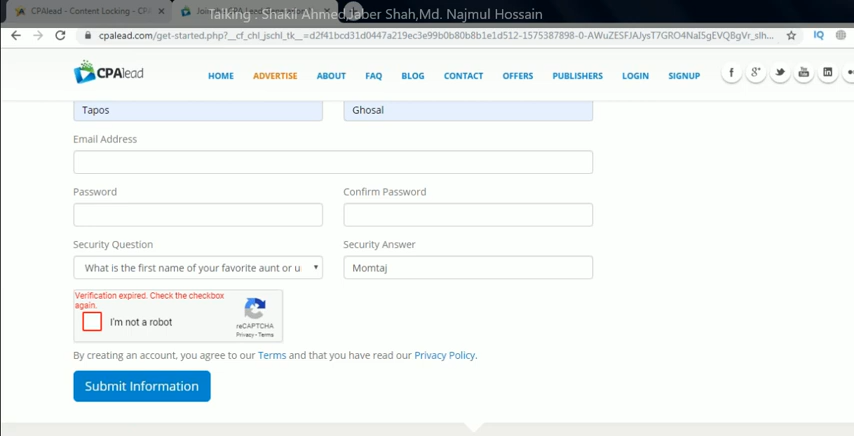 Talking : Shakil Ahmed,Jaber Shah,Md. Najmul Hossain
CPAlead - Content Locking - CPA
cpalead.com/get-started.php?__cf_chl_jschl_tk__=d2f41bcd31d0447a219ec3e99b0b80b8b1e1d512-1575387898-0-AWuZESFJAJysT7GRO4NaI5gEVQBgVr_slh...
IQ
CPAlead
HOME ADVERTISE ABOUT FAQ BLOG CONTACT OFFERS PUBLISHERS LOGIN SIGNUP
Tapos Ghosal
Email Address
Password Confirm Password
Security Question Security Answer
What is the first name of your favorite aunt or u Momtaj
Verification expired. Check the checkbox
again.
I'm not a robot
reCAPTCHA
Privacy - Terms
By creating an account, you agree to our Terms and that you have read our Privacy Policy.
Submit Information